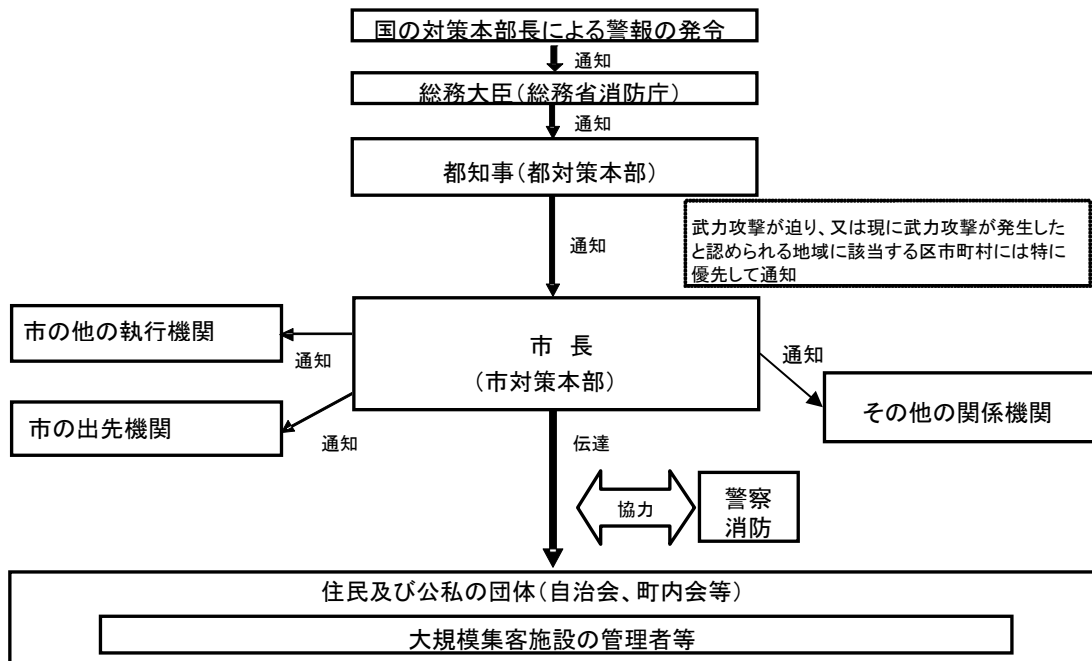 国の対策本部長による警報の発令
通知
総務大臣(総務省消防庁)
通知
都知事(都対策本部)
通知
武力攻撃が迫り、又は現に武力攻撃が発生した
と認められる地域に該当する区市町村には特に
優先して通知
市の他の執行機関
通知
市 長
(市対策本部)
通知
その他の関係機関
市の出先機関
通知
伝達
協力
警察
消防
住民及び公私の団体(自治会、町内会等)
大規模集客施設の管理者等